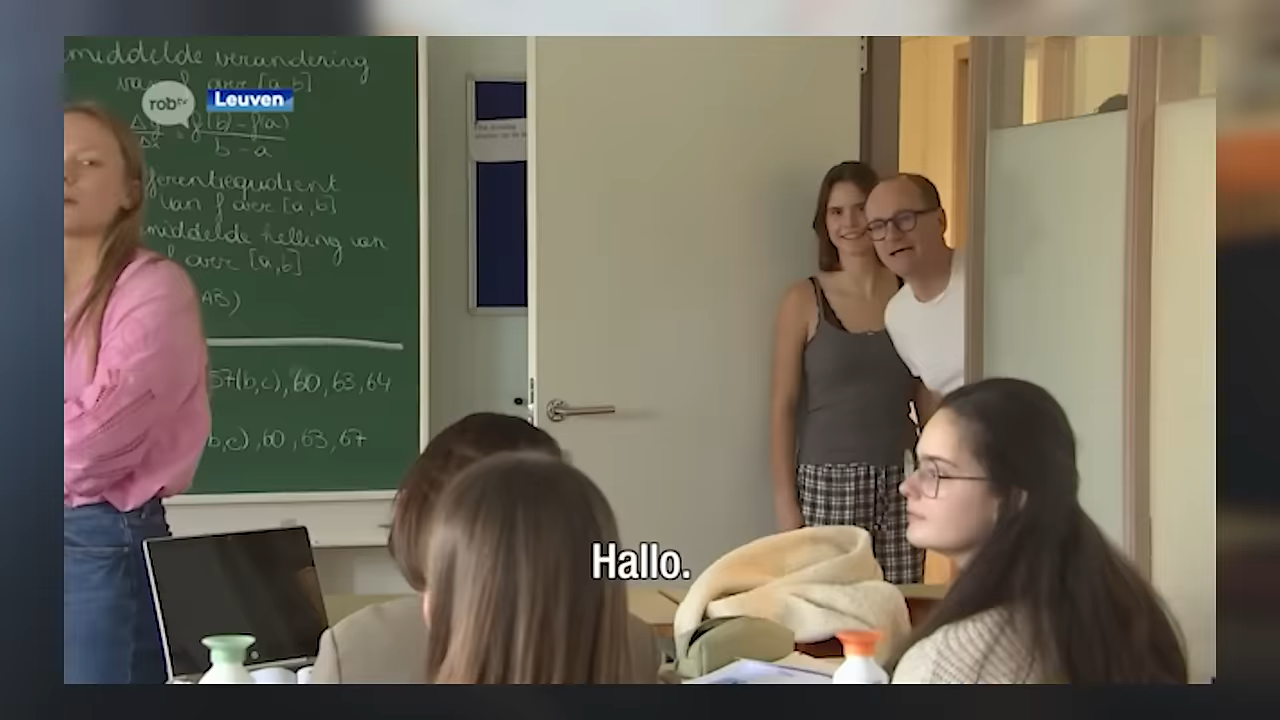 middelde verandering
van f over [a,b]
robtv
Leuven
f(b) - f(a)
b - a
ferentiequotient
van f over [a,b]
middelde helling van
f over [a,b]
AB)
57(b,c), 60, 63, 64
b,c), 60, 63, 67
Hallo.